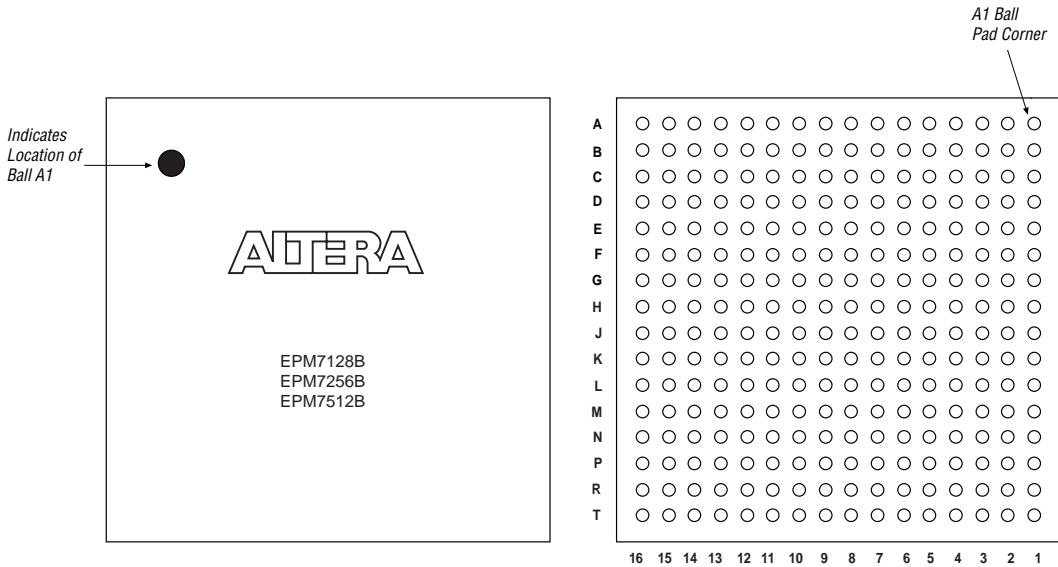 A1 Ball
Pad Corner
Indicates
Location of
Ball A1
ALTERA
EPM7128B
EPM7256B
EPM7512B
A
B
C
D
E
F
G
H
J
K
L
M
N
P
R
T
16 15 14 13 12 11 10 9 8 7 6 5 4 3 2 1